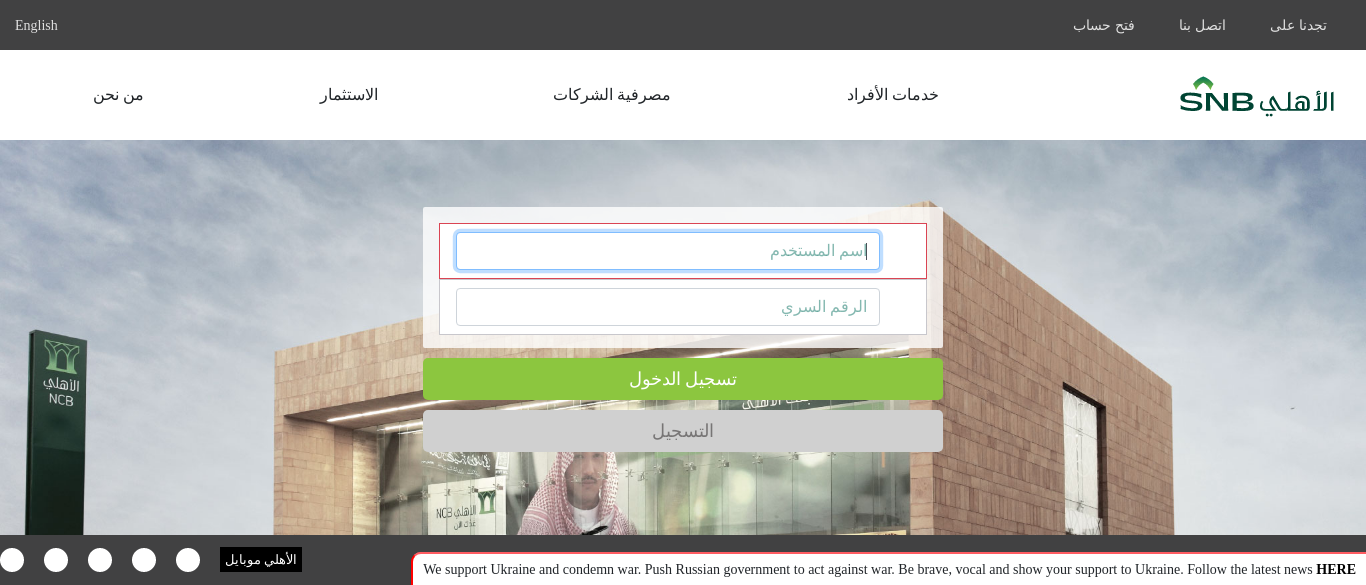 English
تجدنا على
اتصل بنا
فتح حساب
SNB الأهلي
خدمات الأفراد
مصرفية الشركات
الاستثمار
من نحن
اسم المستخدم
الرقم السري
تسجيل الدخول
التسجيل
الأهلي
NCB
الأهلي NCB
الأهلي موبايل
We support Ukraine and condemn war. Push Russian government to act against war. Be brave, vocal and show your support to Ukraine. Follow the latest news HERE